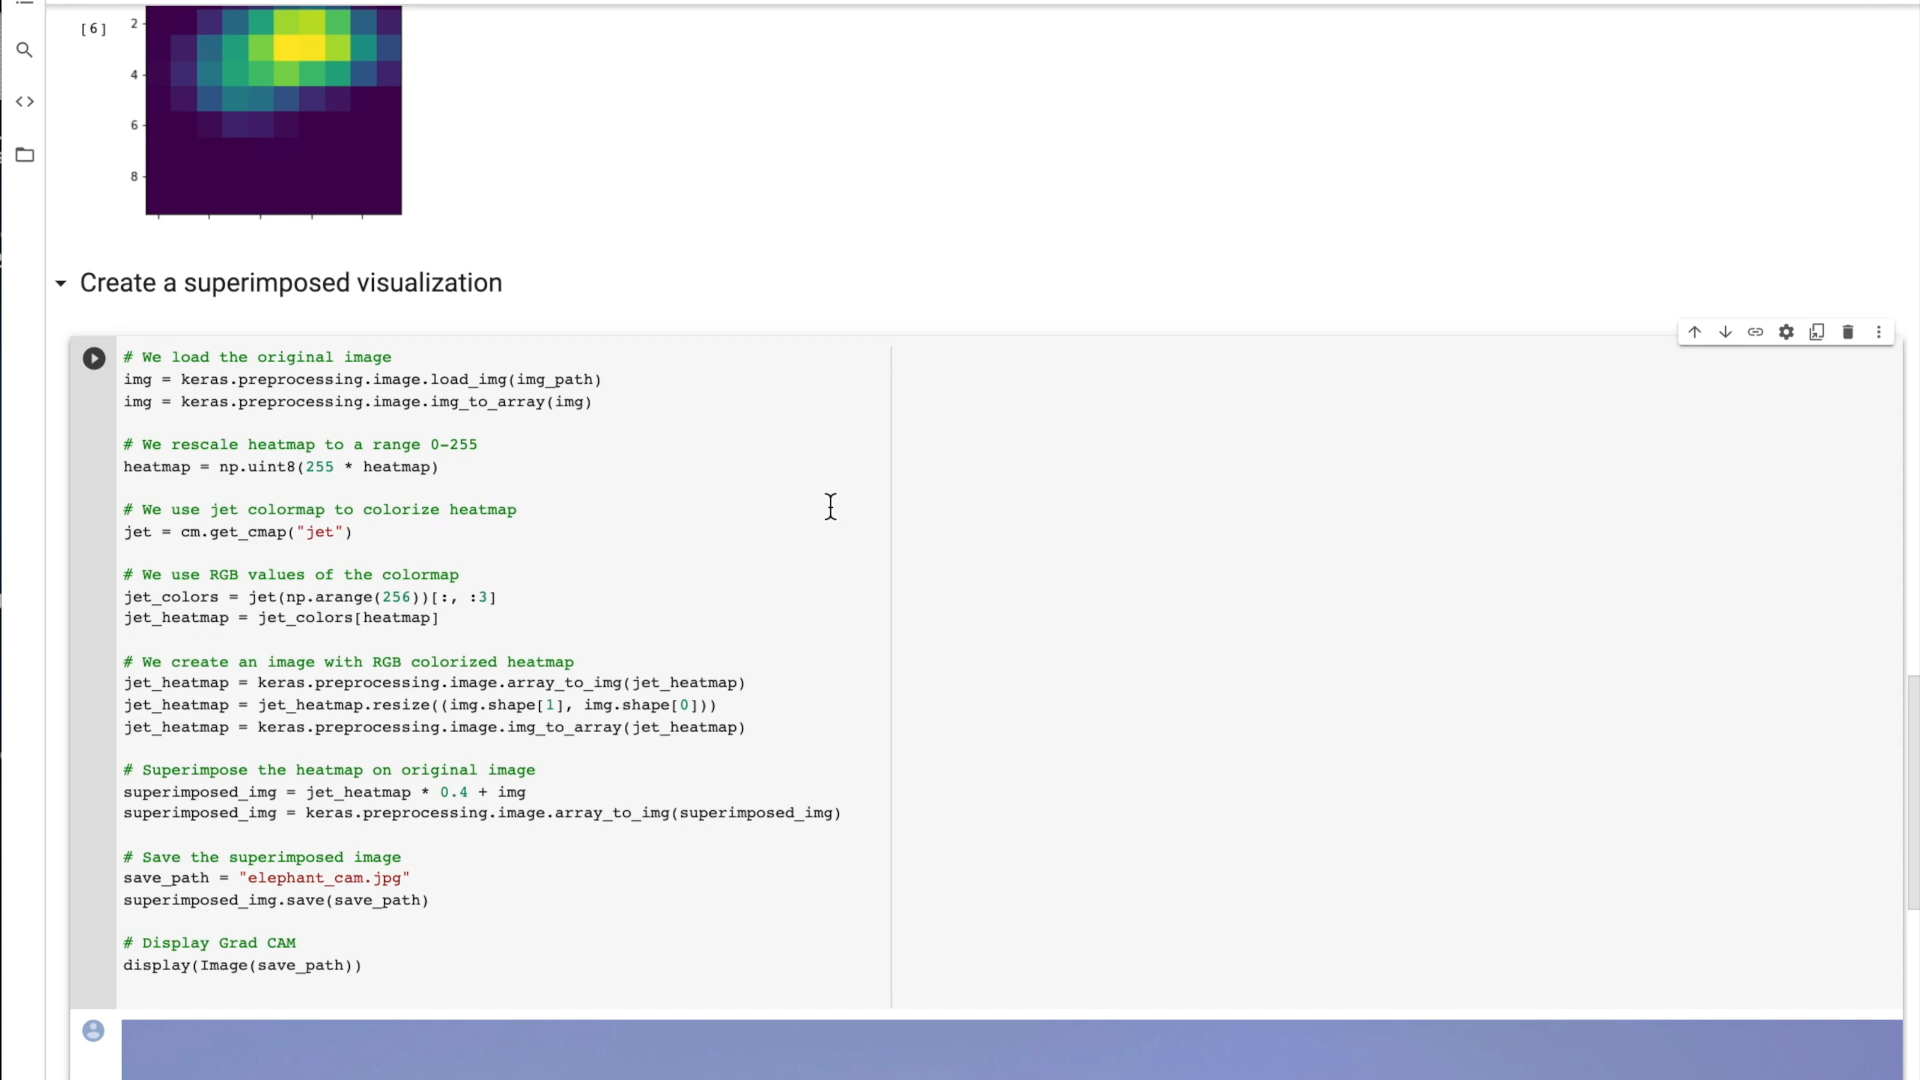 [6]
2
4
6
8
Create a superimposed visualization
# We load the original image
img = keras.preprocessing.image.load_img(img_path)
img = keras.preprocessing.image.img_to_array(img)
# We rescale heatmap to a range 0-255
heatmap = np.uint8(255 * heatmap)
# We use jet colormap to colorize heatmap
jet = cm.get_cmap("jet")
# We use RGB values of the colormap
jet_colors = jet(np.arange(256))[:, :3]
jet_heatmap = jet_colors[heatmap]
# We create an image with RGB colorized heatmap
jet_heatmap = keras.preprocessing.image.array_to_img(jet_heatmap)
jet_heatmap = jet_heatmap.resize((img.shape[1], img.shape[0]))
jet_heatmap = keras.preprocessing.image.img_to_array(jet_heatmap)
# Superimpose the heatmap on original image
superimposed_img = jet_heatmap * 0.4 + img
superimposed_img = keras.preprocessing.image.array_to_img(superimposed_img)
# Save the superimposed image
save_path = "elephant_cam.jpg"
superimposed_img.save(save_path)
# Display Grad CAM
display(Image(save_path))